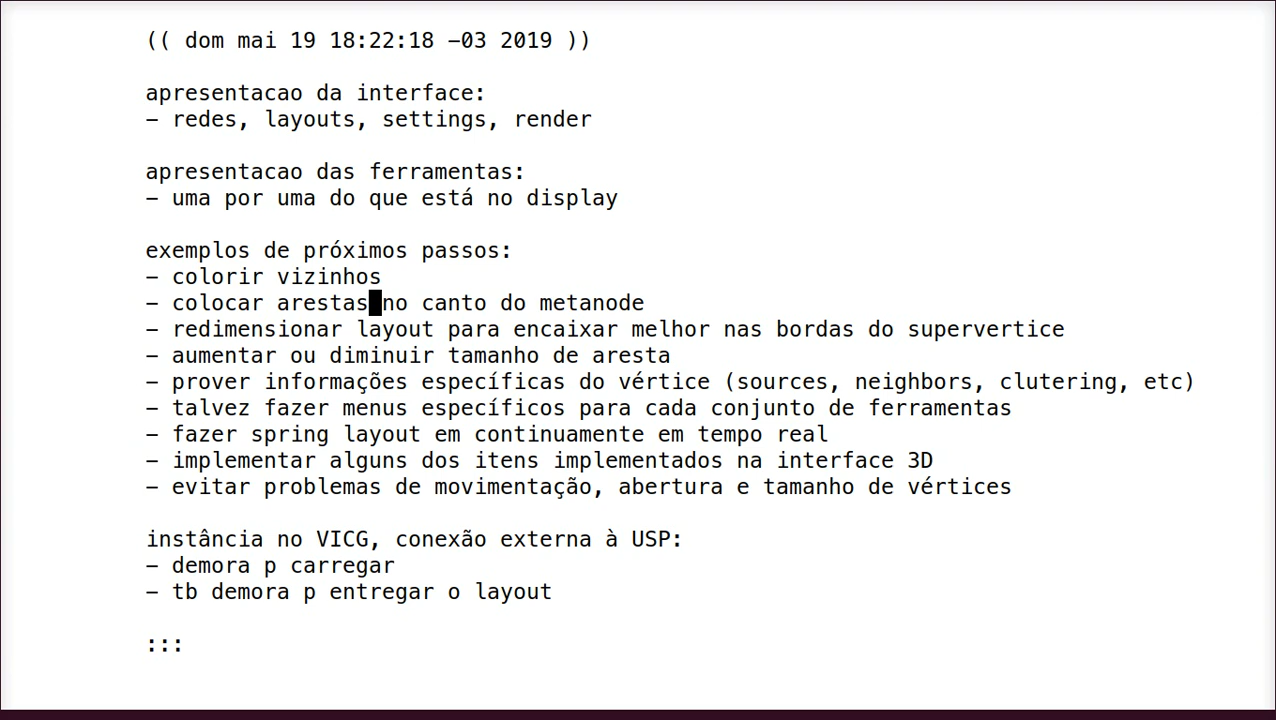 (( dom mai 19 18:22:18 −03 2019 ))
apresentacao da interface:
− redes, layouts, settings, render
apresentacao das ferramentas:
− uma por uma do que está no display
exemplos de próximos passos:
− colorir vizinhos
− colocar arestas no canto do metanode
− redimensionar layout para encaixar melhor nas bordas do supervertice
− aumentar ou diminuir tamanho de aresta
− prover informações específicas do vértice (sources, neighbors, clutering, etc)
− talvez fazer menus específicos para cada conjunto de ferramentas
− fazer spring layout em continuamente em tempo real
− implementar alguns dos itens implementados na interface 3D
− evitar problemas de movimentação, abertura e tamanho de vértices
instância no VICG, conexão externa à USP:
− demora p carregar
− tb demora p entregar o layout
:::